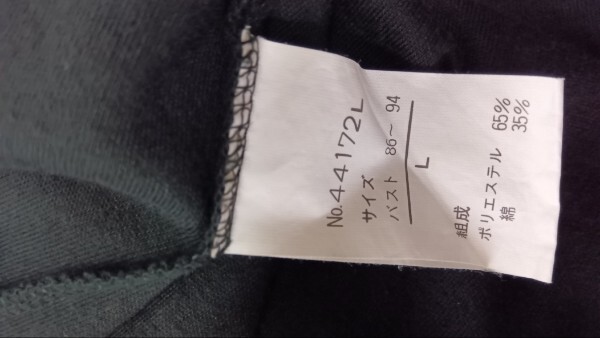 No.44172L
サイズ
バスト 86～94
L
組成
ポリエステル 65%
綿 35%